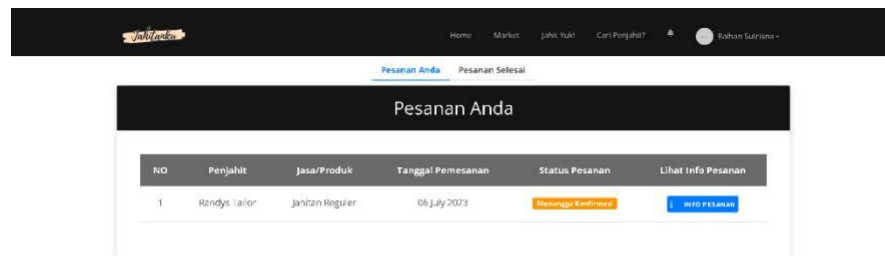 Jahitanku
Home Market Jahit Yuk! Cari Penjahit? Raihan Sutrisno
Pesanan Anda Pesanan Selesai
Pesanan Anda
NO Penjahit Jasa/Produk Tanggal Pemesanan Status Pesanan Lihat Info Pesanan
1 Randys Tailor Jahitan Reguler 06 July 2023 Menunggu Konfirmasi INFO PESANAN